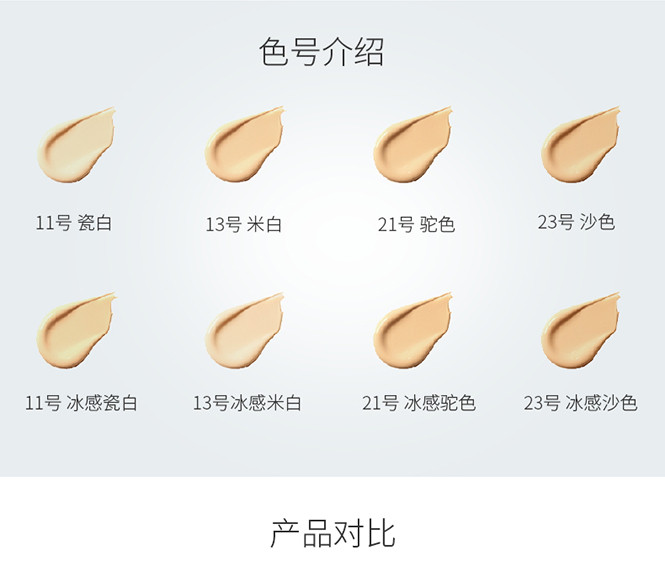 色号介绍
11号 瓷白
13号 米白
21号 驼色
23号 沙色
11号 冰感瓷白
13号冰感米白
21号 冰感驼色
23号 冰感沙色
产品对比